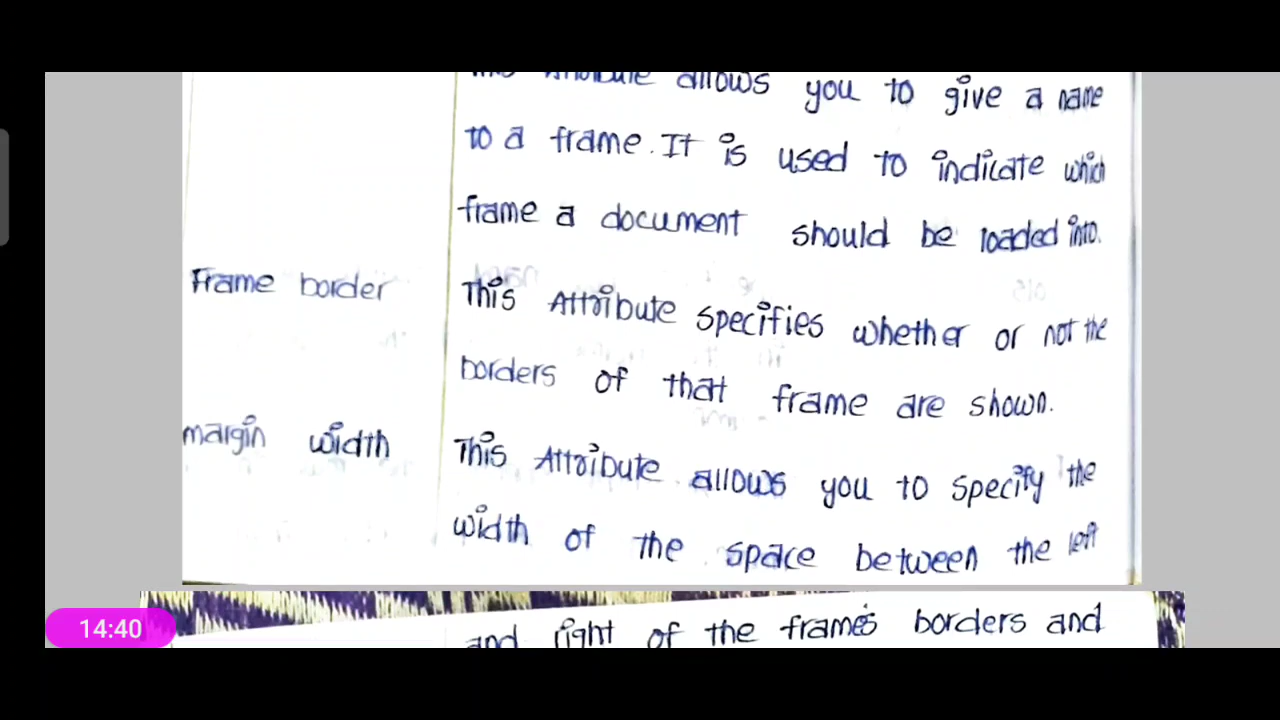 This Attribute allows you to give a name
to a frame. It is used to indicate which
frame a document should be loaded into.
Frame border This Attribute specifies whether or not the
borders of that frame are shown.
margin width This Attribute allows you to specify the
width of the space between the left
and right of the frame's borders and
14:40